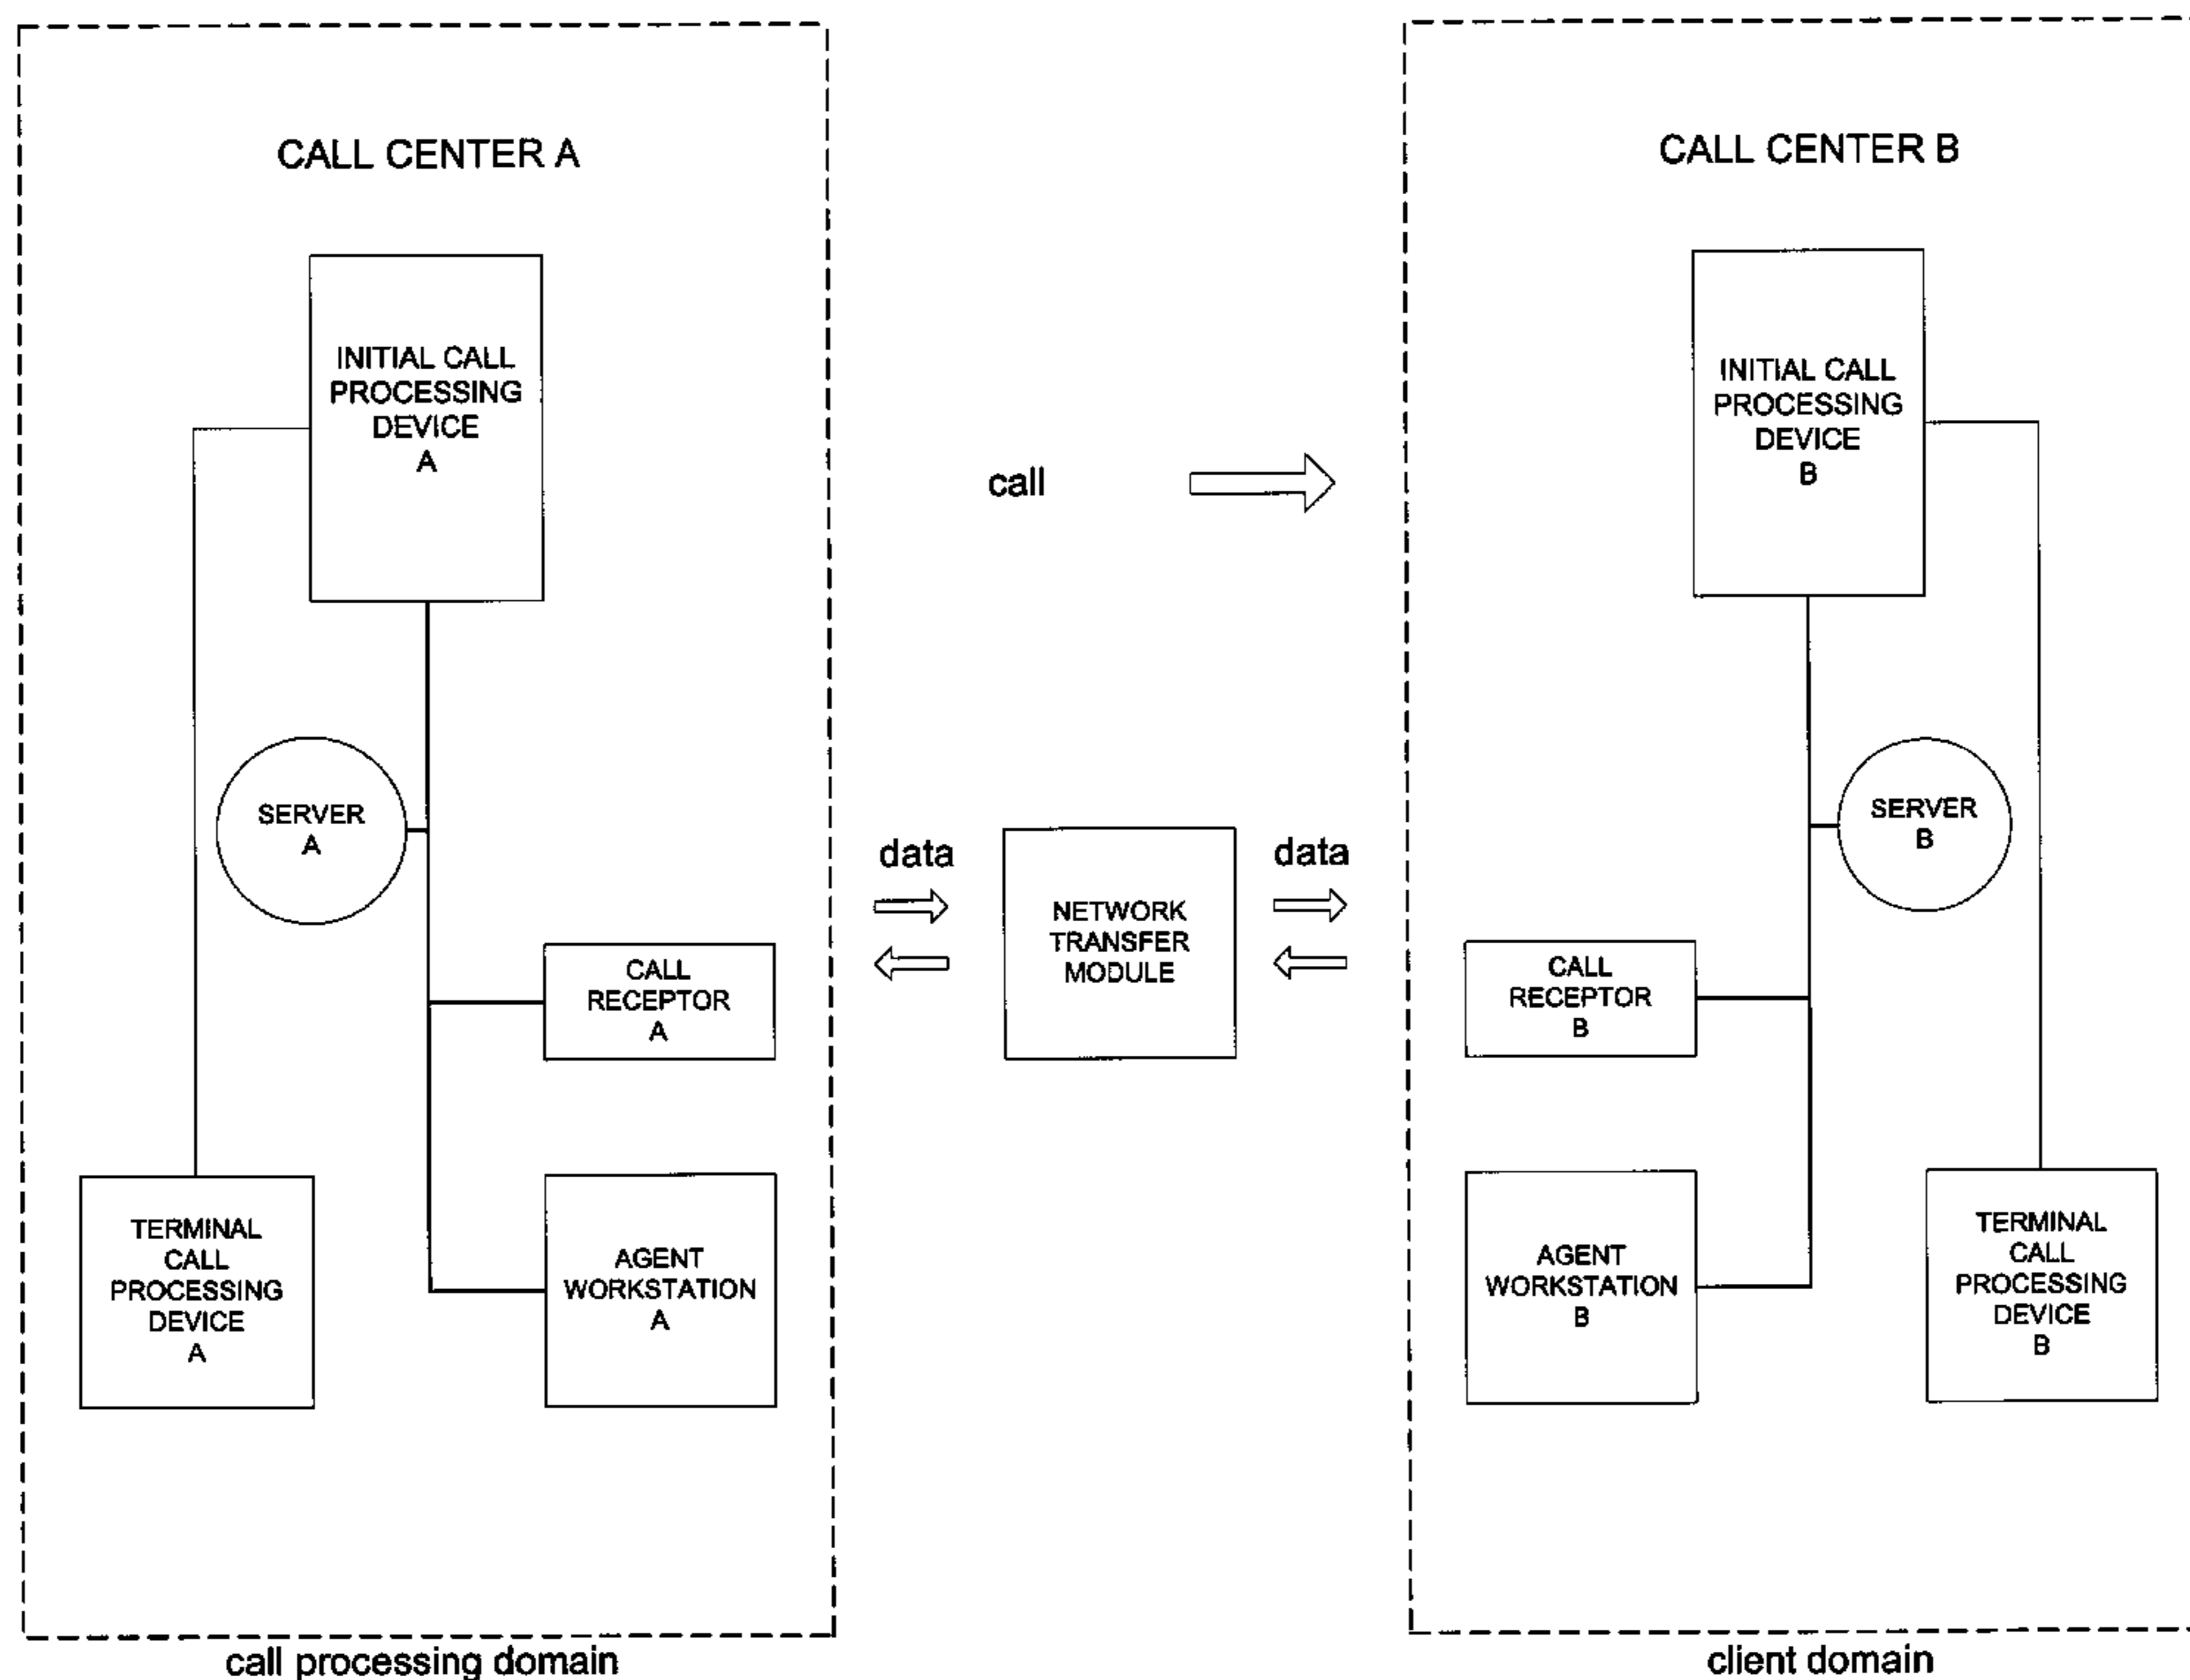 CALL CENTER A
INITIAL CALL
PROCESSING
DEVICE
A
SERVER
A
CALL
RECEPTOR
A
TERMINAL
CALL
PROCESSING
DEVICE
A
AGENT
WORKSTATION
A
call processing domain
call
data
data
NETWORK
TRANSFER
MODULE
CALL CENTER B
INITIAL CALL
PROCESSING
DEVICE
B
SERVER
B
CALL
RECEPTOR
B
AGENT
WORKSTATION
B
TERMINAL
CALL
PROCESSING
DEVICE
B
client domain